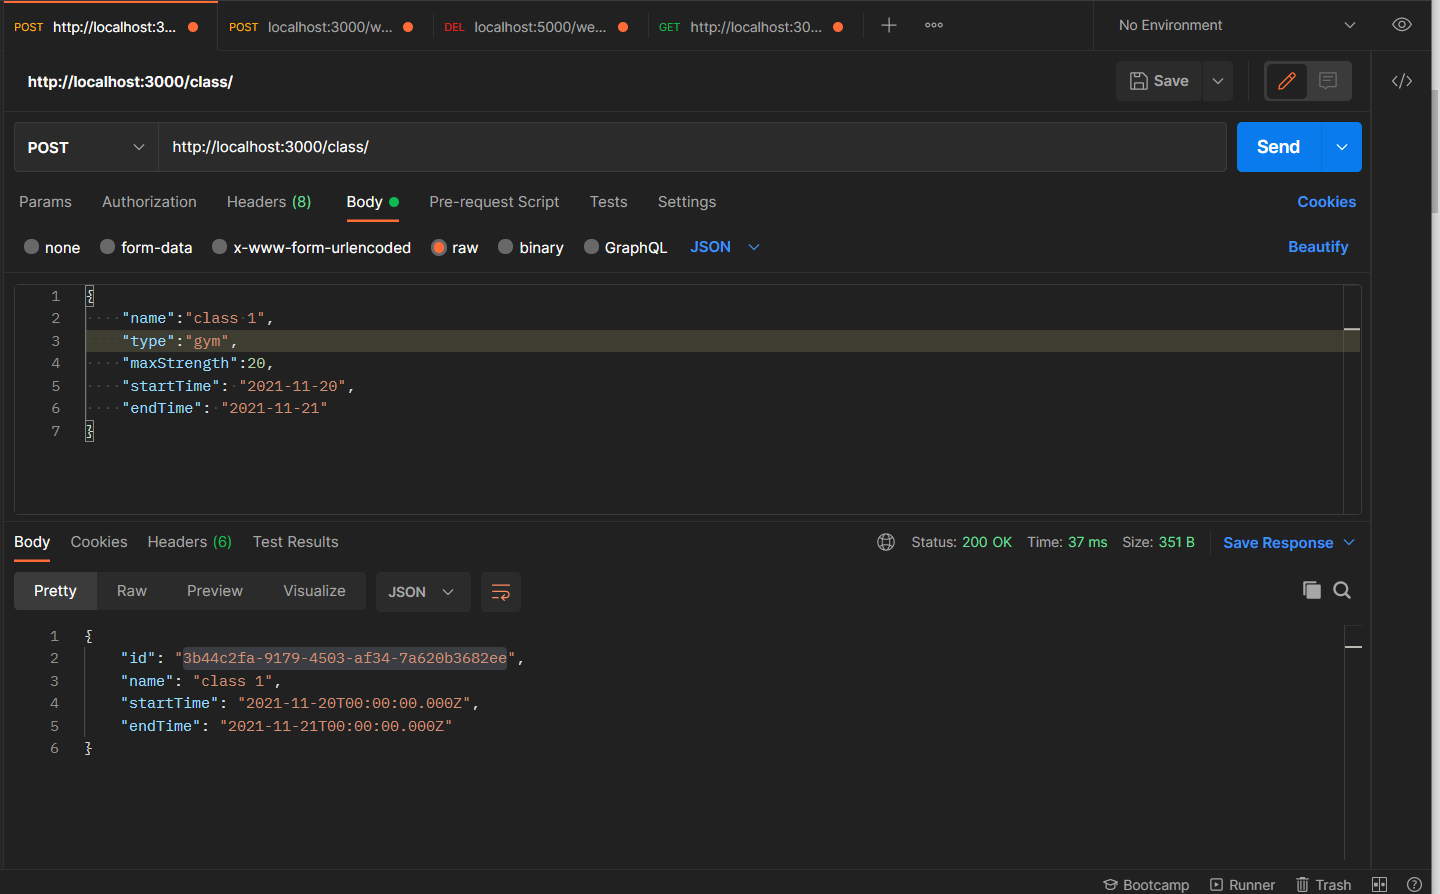 POST http://localhost:3... POST localhost:3000/w... DEL localhost:5000/we... GET http://localhost:30... No Environment
http://localhost:3000/class/ Save
POST http://localhost:3000/class/ Send
Params Authorization Headers (8) Body Pre-request Script Tests Settings Cookies
none form-data x-www-form-urlencoded raw binary GraphQL JSON Beautify
1 {
2 "name":"class 1",
3 "type":"gym",
4 "maxStrength":20,
5 "startTime": "2021-11-20",
6 "endTime": "2021-11-21"
7 }
Body Cookies Headers (6) Test Results Status: 200 OK Time: 37 ms Size: 351 B Save Response
Pretty Raw Preview Visualize JSON
1 {
2 "id": "3b44c2fa-9179-4503-af34-7a620b3682ee",
3 "name": "class 1",
4 "startTime": "2021-11-20T00:00:00.000Z",
5 "endTime": "2021-11-21T00:00:00.000Z"
6 }
Bootcamp Runner Trash